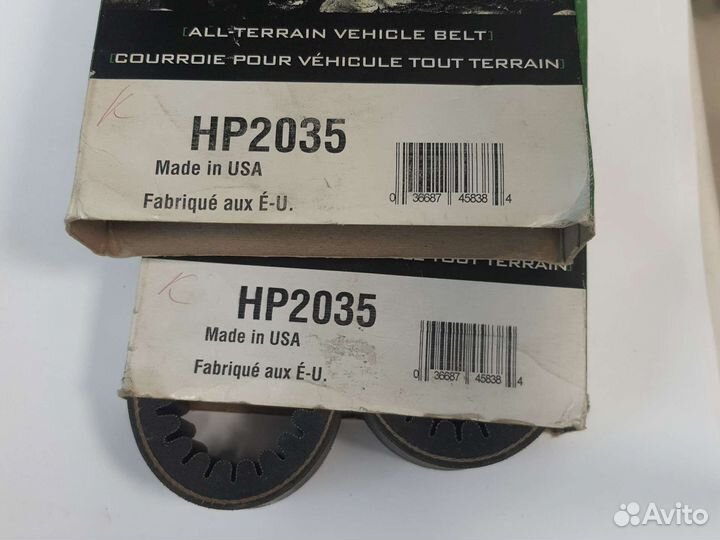 [ALL-TERRAIN VEHICLE BELT]
[COURROIE POUR VÉHICULE TOUT TERRAIN]
K
HP2035
Made in USA
Fabriqué aux É-U.
0 36687 45838 4
TOUT TERRAIN]
K
HP2035
Made in USA
Fabriqué aux É-U.
0 36687 45838 4
Avito